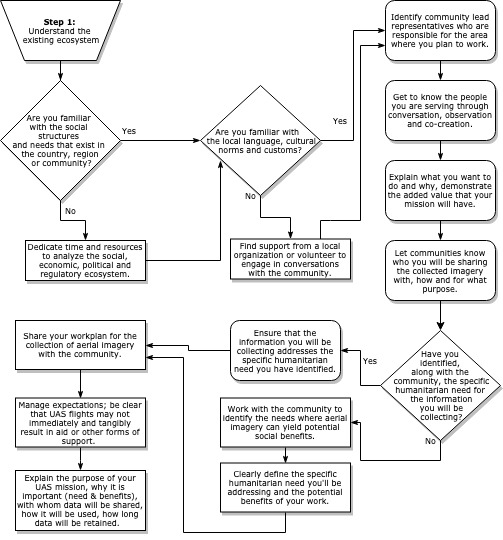 Step 1:
Understand the
existing ecosystem
Are you familiar
with the social
structures
and needs that exist in
the country, region
or community?
Yes
No
Dedicate time and resources
to analyze the social,
economic, political and
regulatory ecosystem.
Are you familiar with
the local language, cultural
norms and customs?
Yes
No
Find support from a local
organization or volunteer to
engage in conversations
with the community.
Identify community lead
representatives who are
responsible for the area
where you plan to work.
Get to know the people
you are serving through
conversation, observation
and co-creation.
Explain what you want to
do and why, demonstrate
the added value that your
mission will have.
Let communities know
who you will be sharing
the collected imagery
with, how and for what
purpose.
Have you
identified,
along with the
community, the specific
humanitarian need for
the information
you will be
collecting?
Yes
No
Ensure that the
information you will be
collecting addresses the
specific humanitarian
need you have identified.
Work with the community to
identify the needs where aerial
imagery can yield potential
social benefits.
Clearly define the specific
humanitarian need you'll be
addressing and the potential
benefits of your work.
Share your workplan for the
collection of aerial imagery
with the community.
Manage expectations; be clear
that UAS flights may not
immediately and tangibly
result in aid or other forms of
support.
Explain the purpose of your
UAS mission, why it is
important (need & benefits),
with whom data will be shared,
how it will be used, how long
data will be retained.